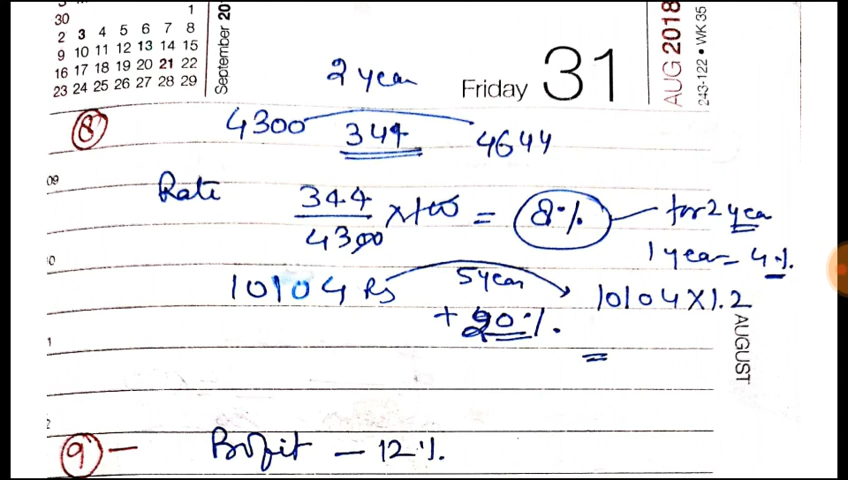 30 1
2 3 4 5 6 7 8
9 10 11 12 13 14 15
16 17 18 19 20 21 22
23 24 25 26 27 28 29
September 20
2 year
Friday 31
AUG 2018
243-122 • WK 35
8
4300 344 4644
09
Rate 344/4300 × 100 = 8% for 2 year
1 year = 4%
10104 Rs 5 year 10104 × 1.2
+ 20%
=
AUGUST
1
2
9 — Profit — 12%